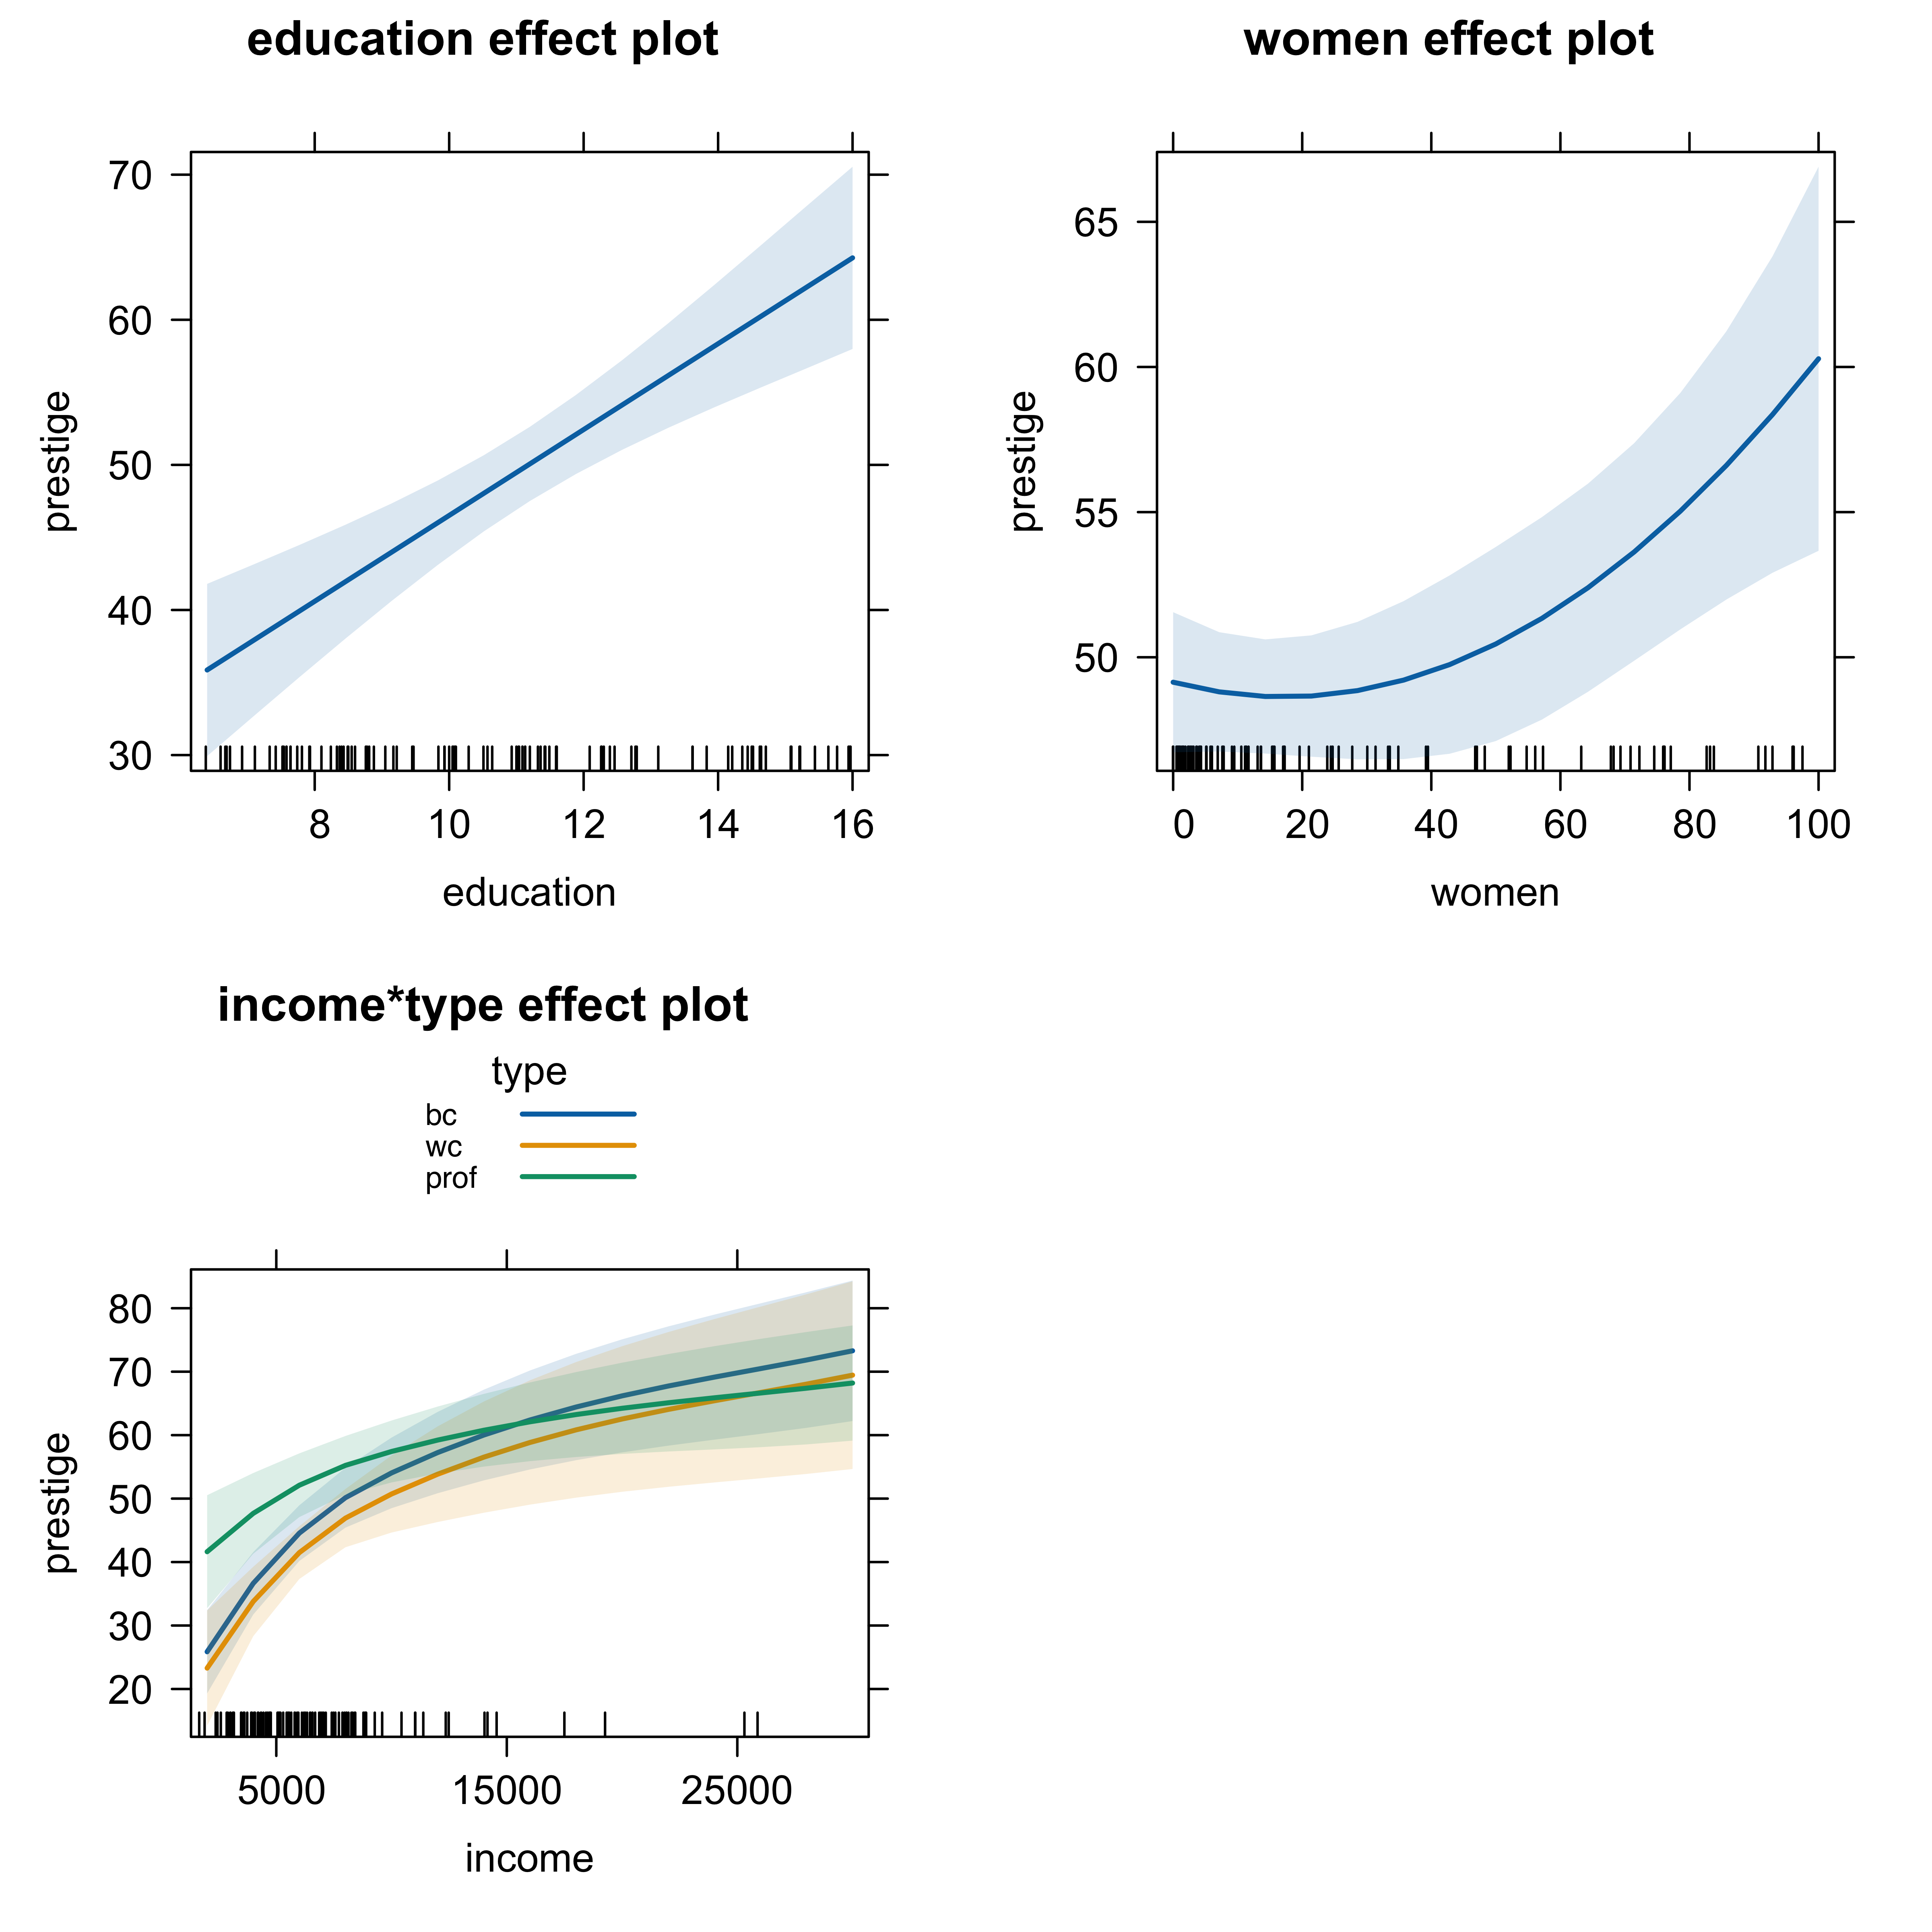 education effect plot
prestige
70
60
50
40
30
8 10 12 14 16
education
women effect plot
prestige
65
60
55
50
0 20 40 60 80 100
women
income*type effect plot
type
bc
wc
prof
prestige
80
70
60
50
40
30
20
5000 15000 25000
income